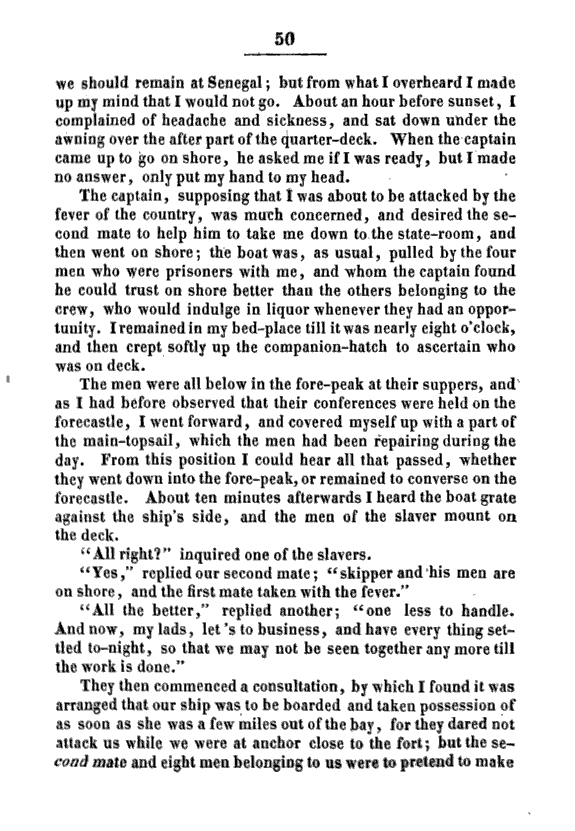 50
we should remain at Senegal; but from what I overheard I made
up my mind that I would not go. About an hour before sunset, I
complained of headache and sickness, and sat down under the
awning over the after part of the quarter-deck. When the captain
came up to go on shore, he asked me if I was ready, but I made
no answer, only put my hand to my head.
The captain, supposing that I was about to be attacked by the
fever of the country, was much concerned, and desired the se-
cond mate to help him to take me down to the state-room, and
then went on shore; the boat was, as usual, pulled by the four
men who were prisoners with me, and whom the captain found
he could trust on shore better than the others belonging to the
crew, who would indulge in liquor whenever they had an oppor-
tunity. I remained in my bed-place till it was nearly eight o'clock,
and then crept softly up the companion-hatch to ascertain who
was on deck.
The men were all below in the fore-peak at their suppers, and
as I had before observed that their conferences were held on the
forecastle, I went forward, and covered myself up with a part of
the main-topsail, which the men had been repairing during the
day. From this position I could hear all that passed, whether
they went down into the fore-peak, or remained to converse on the
forecastle. About ten minutes afterwards I heard the boat grate
against the ship's side, and the men of the slaver mount on
the deck.
"All right?" inquired one of the slavers.
"Yes," replied our second mate; "skipper and his men are
on shore, and the first mate taken with the fever."
"All the better," replied another; "one less to handle.
And now, my lads, let 's to business, and have every thing set-
tled to-night, so that we may not be seen together any more till
the work is done."
They then commenced a consultation, by which I found it was
arranged that our ship was to be boarded and taken possession of
as soon as she was a few miles out of the bay, for they dared not
attack us while we were at anchor close to the fort; but the se-
cond mate and eight men belonging to us were to pretend to make